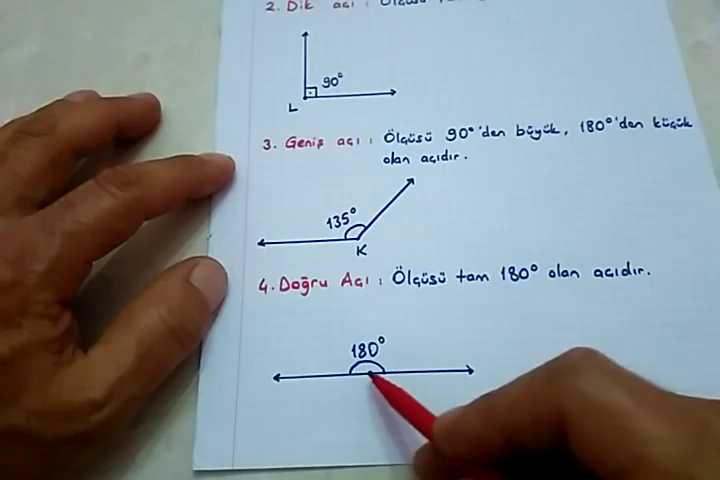 2. Dik açı : Ölçüsü
90°
L
3. Geniş açı : Ölçüsü 90°'den büyük, 180°'den küçük
olan açıdır.
135°
K
4. Doğru Açı : Ölçüsü tam 180° olan açıdır.
180°